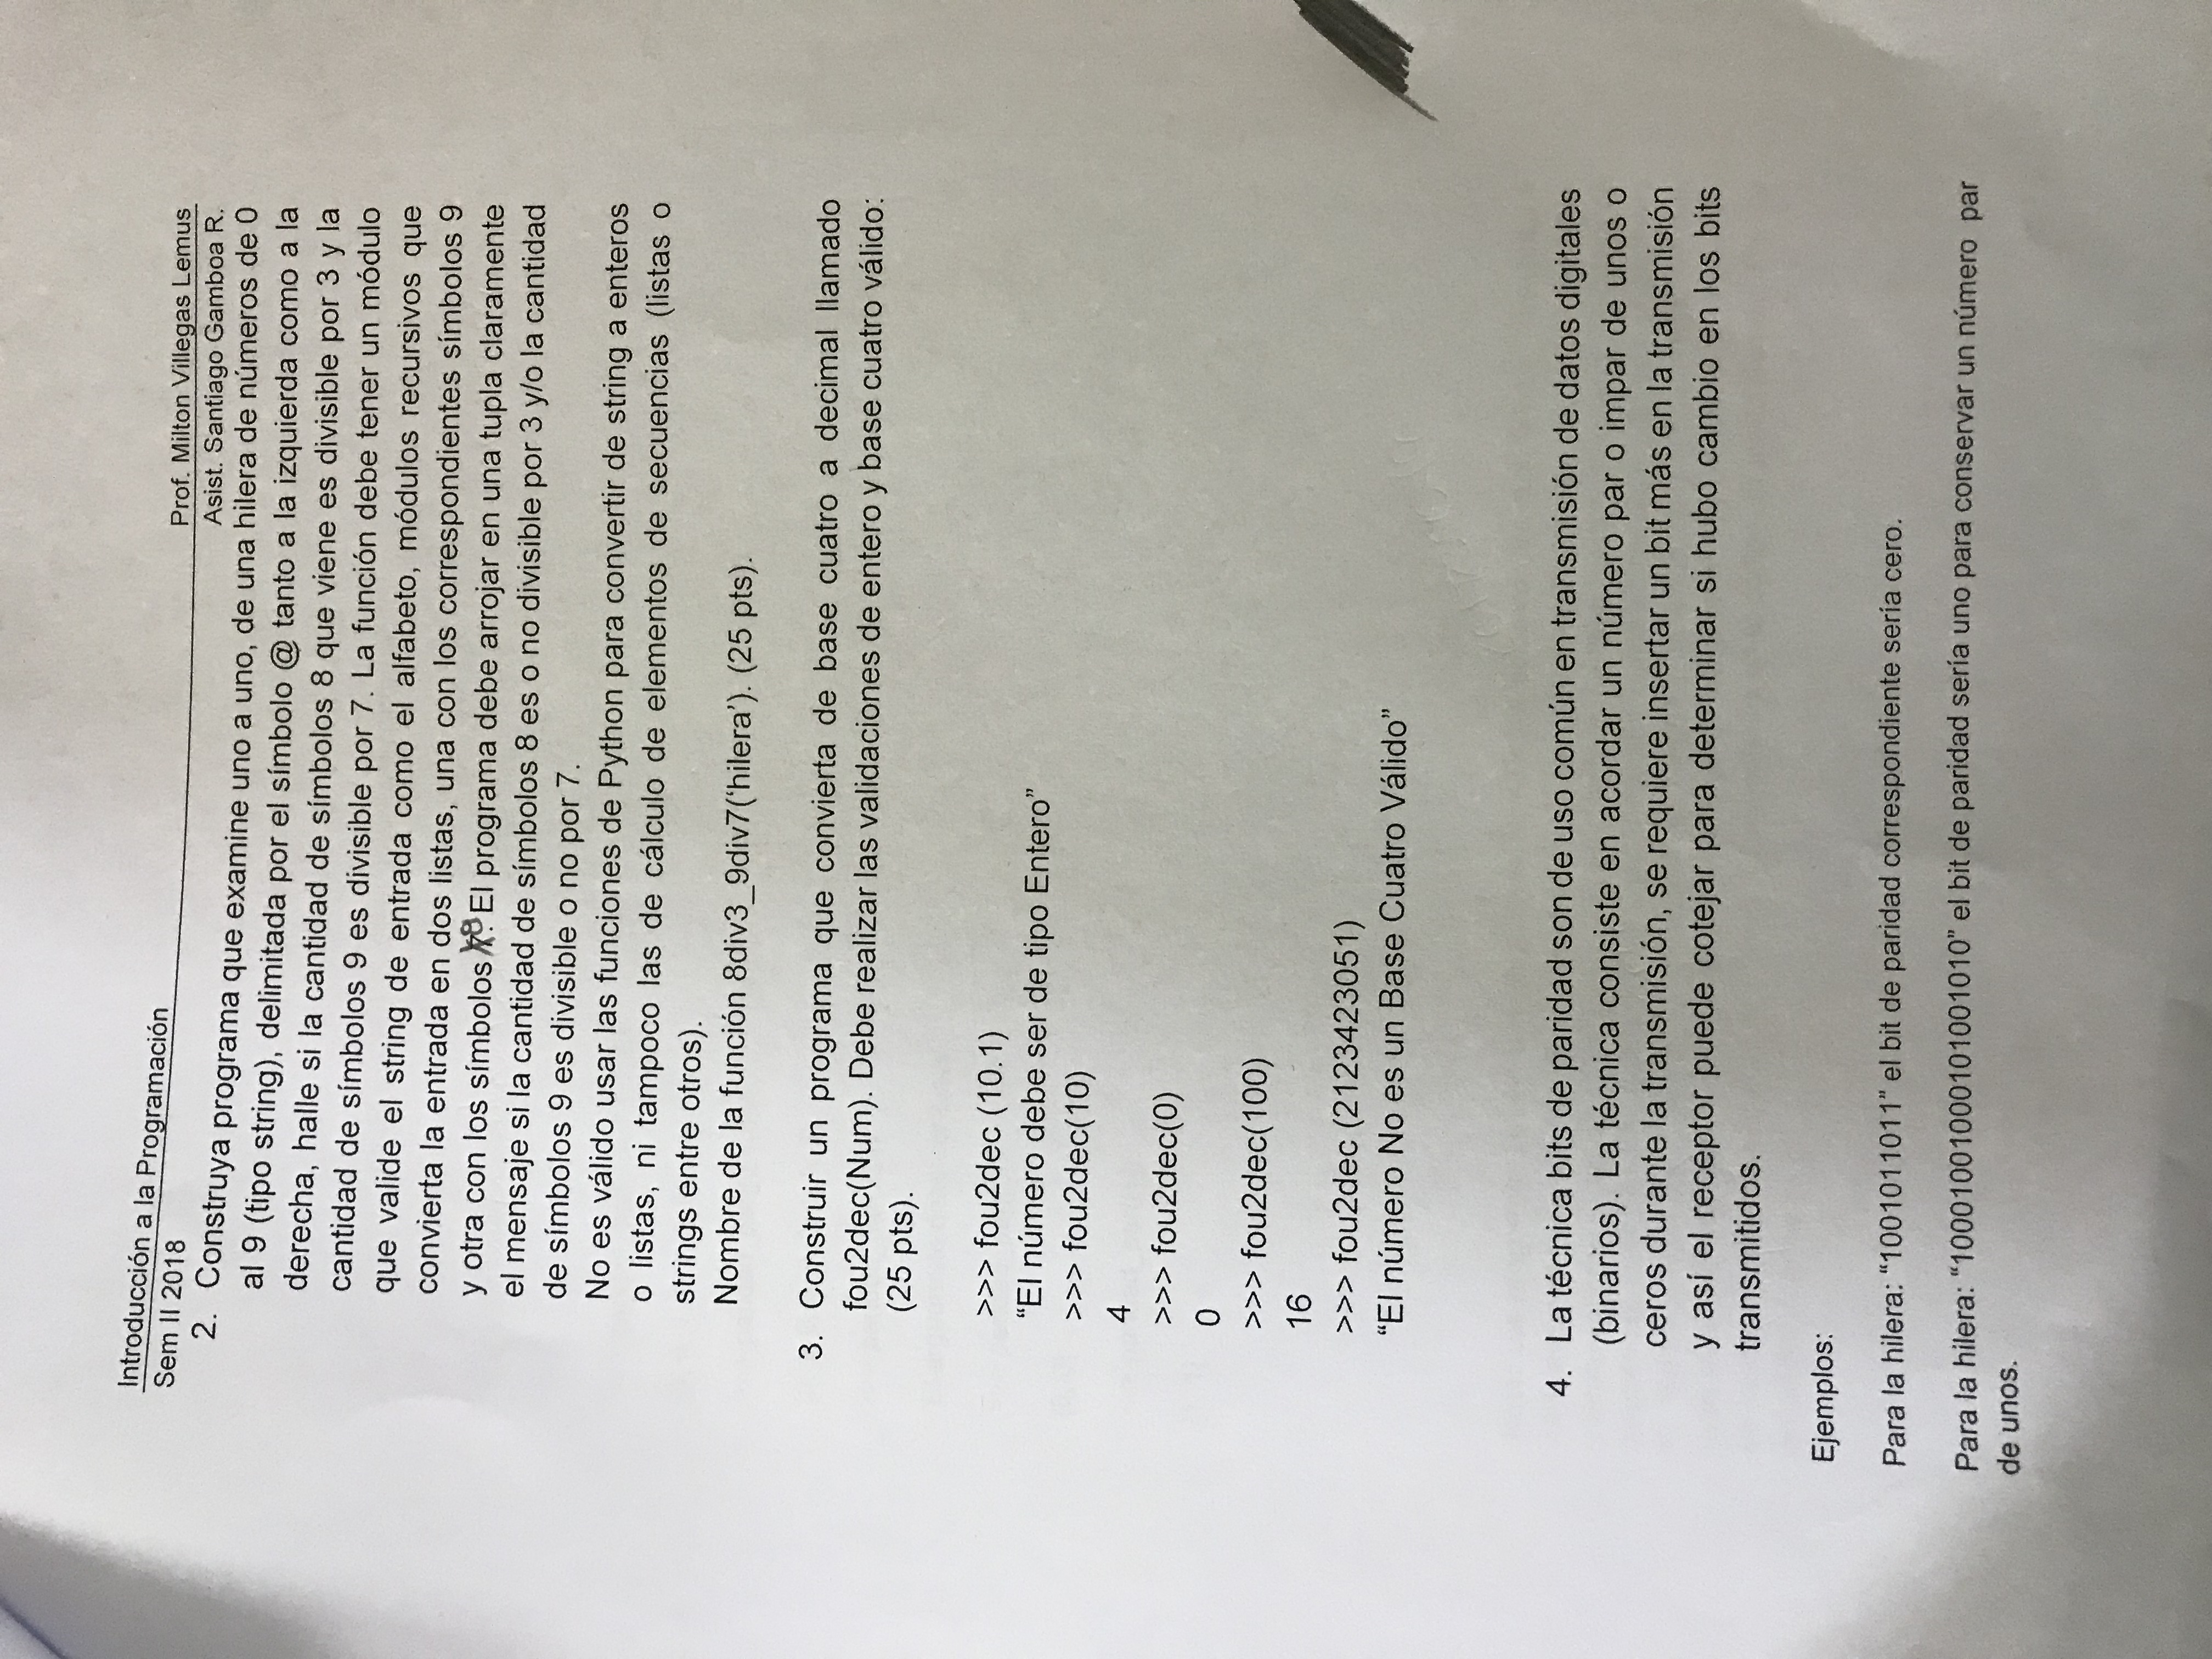 Introducción a la Programación
Sem II 2018
Prof. Milton Villegas Lemus
Asist. Santiago Gamboa R.
2. Construya programa que examine uno a uno, de una hilera de números de 0
al 9 (tipo string), delimitada por el símbolo @ tanto a la izquierda como a la
derecha, halle si la cantidad de símbolos 8 que viene es divisible por 3 y la
cantidad de símbolos 9 es divisible por 7. La función debe tener un módulo
que valide el string de entrada como el alfabeto, módulos recursivos que
convierta la entrada en dos listas, una con los correspondientes símbolos 9
y otra con los símbolos 8. El programa debe arrojar en una tupla claramente
el mensaje si la cantidad de símbolos 8 es o no divisible por 3 y/o la cantidad
de símbolos 9 es divisible o no por 7.
No es válido usar las funciones de Python para convertir de string a enteros
o listas, ni tampoco las de cálculo de elementos de secuencias (listas o
strings entre otros).
Nombre de la función 8div3_9div7(‘hilera’). (25 pts).
3. Construir un programa que convierta de base cuatro a decimal llamado
fou2dec(Num). Debe realizar las validaciones de entero y base cuatro válido:
(25 pts).
>>> fou2dec (10.1)
“El número debe ser de tipo Entero”
>>> fou2dec(10)
4
>>> fou2dec(0)
0
>>> fou2dec(100)
16
>>> fou2dec (2123423051)
“El número No es un Base Cuatro Válido”
4. La técnica bits de paridad son de uso común en transmisión de datos digitales
(binarios). La técnica consiste en acordar un número par o impar de unos o
ceros durante la transmisión, se requiere insertar un bit más en la transmisión
y así el receptor puede cotejar para determinar si hubo cambio en los bits
transmitidos.
Ejemplos:
Para la hilera: “1001011011” el bit de paridad correspondiente sería cero.
Para la hilera: “10001001000101001010” el bit de paridad sería uno para conservar un número par
de unos.